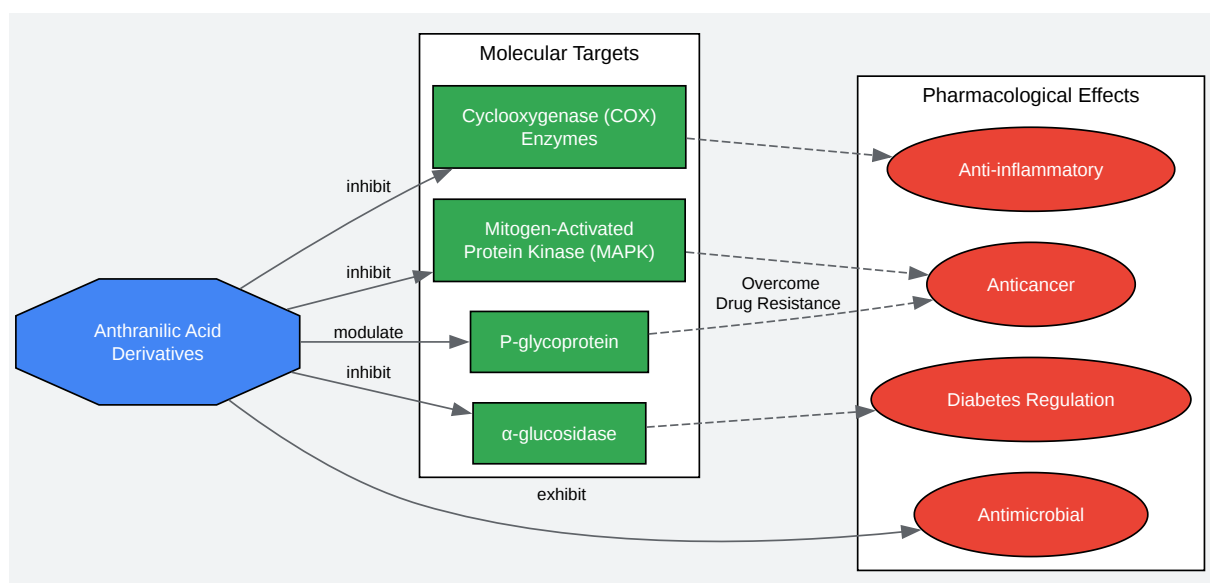 Molecular Targets
Cyclooxygenase (COX)
Enzymes
Mitogen-Activated
Protein Kinase (MAPK)
P-glycoprotein
α-glucosidase
Anthranilic Acid
Derivatives
inhibit
inhibit
modulate
inhibit
exhibit
Overcome
Drug Resistance
Pharmacological Effects
Anti-inflammatory
Anticancer
Diabetes Regulation
Antimicrobial